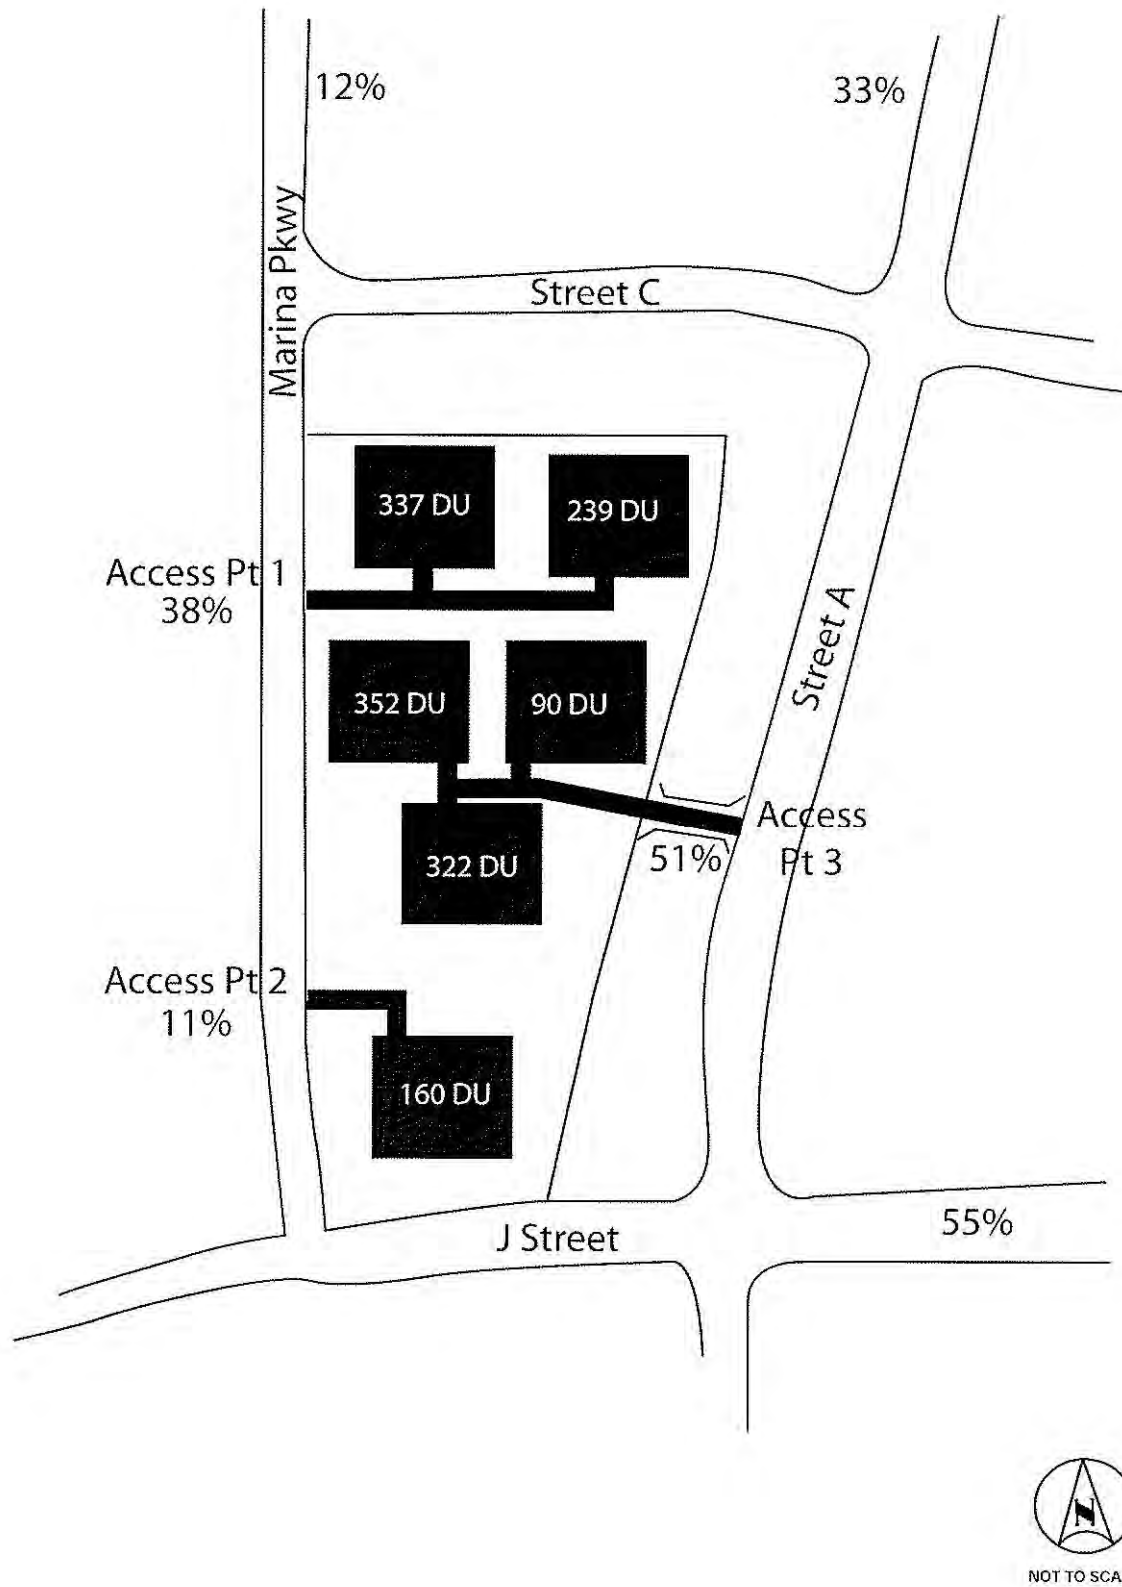 12%
33%
Marina Pkwy
Street C
337 DU
239 DU
Access Pt 1
38%
Street A
352 DU
90 DU
Access
Pt 3
51%
322 DU
Access Pt 2
11%
160 DU
55%
J Street
N
NOT TO SCA